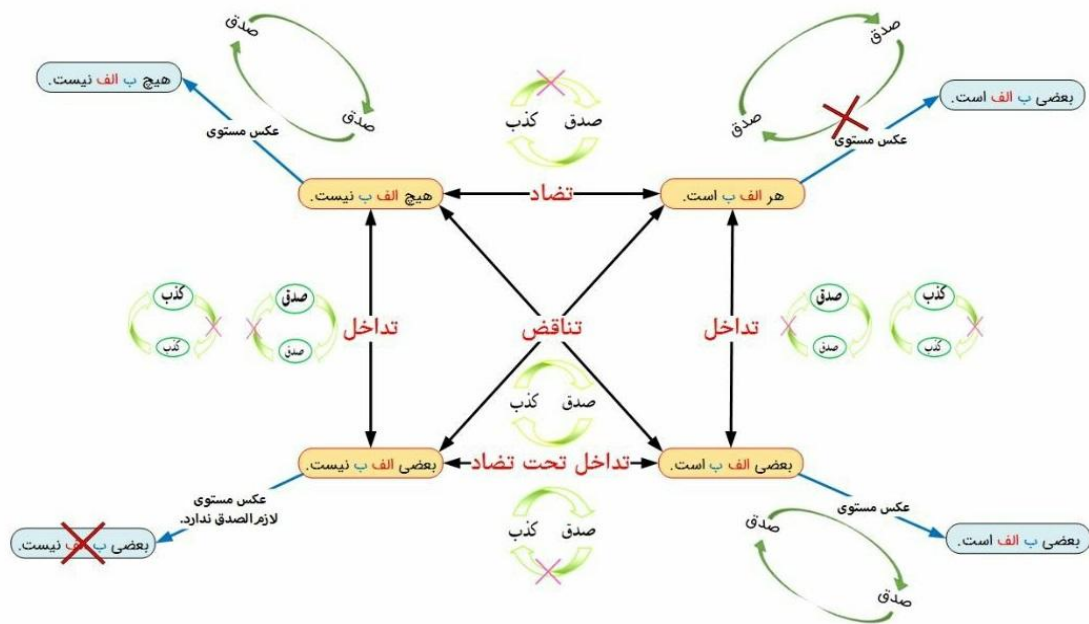 صدق
صدق
صدق
صدق
هیچ ب الف نیست.
بعضی ب الف است.
عکس مستوی
عکس مستوی
صدق
کذب
هر الف ب است.
تضاد
هیچ الف ب نیست.
کذب
کذب
صدق
صدق
تداخل
تناقض
تداخل
صدق
صدق
کذب
کذب
صدق
کذب
بعضی الف ب است.
تداخل تحت تضاد
بعضی الف ب نیست.
عکس مستوی
عکس مستوی
لازم الصدق ندارد.
صدق
کذب
صدق
صدق
بعضی ب الف است.
بعضی ب الف نیست.